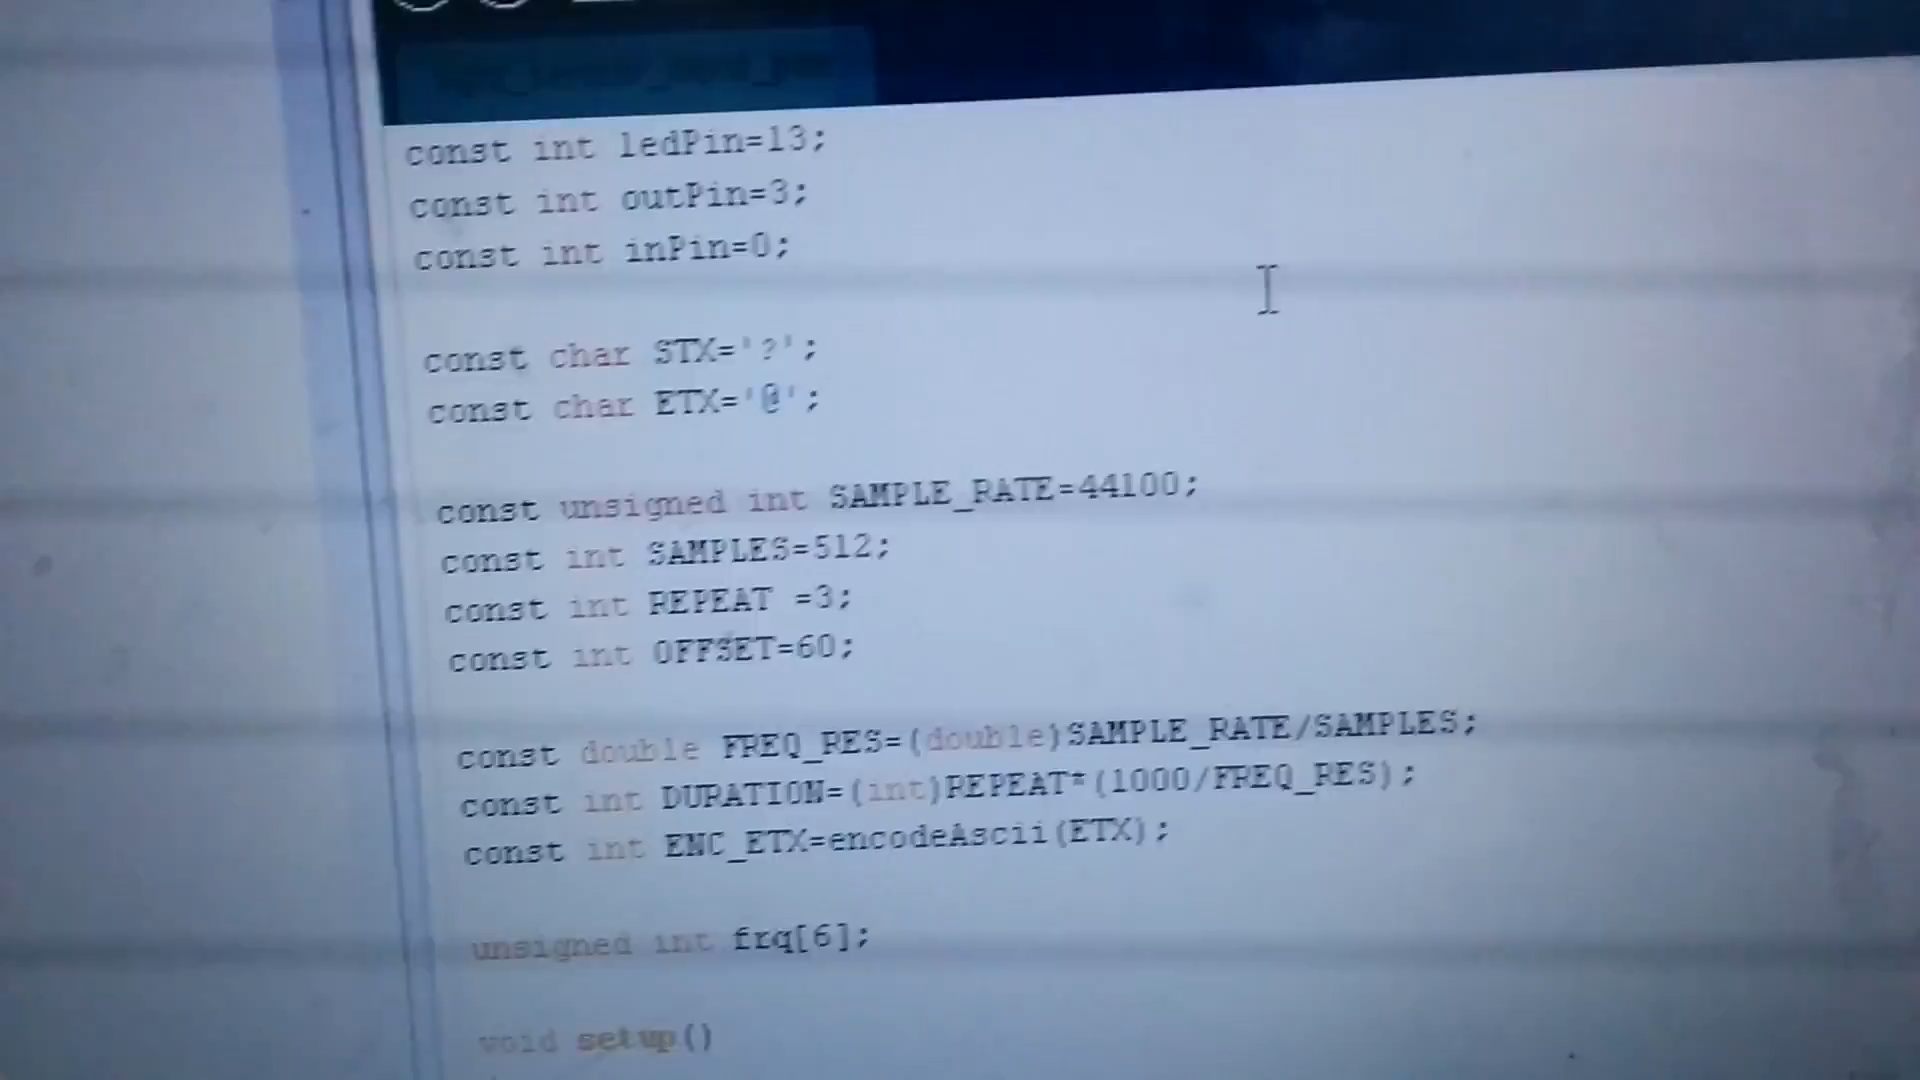 const int ledPin=13;
const int outPin=3;
const int inPin=0;
const char STX='?';
const char ETX='@';
const unsigned int SAMPLE_RATE=44100;
const int SAMPLES=512;
const int REPEAT =3;
const int OFFSET=60;
const double FREQ_RES=(double)SAMPLE_RATE/SAMPLES;
const int DURATION=(int)REPEAT*(1000/FREQ_RES);
const int ENC_ETX=encodeAscii(ETX);
unsigned int frq[6];
void setup()